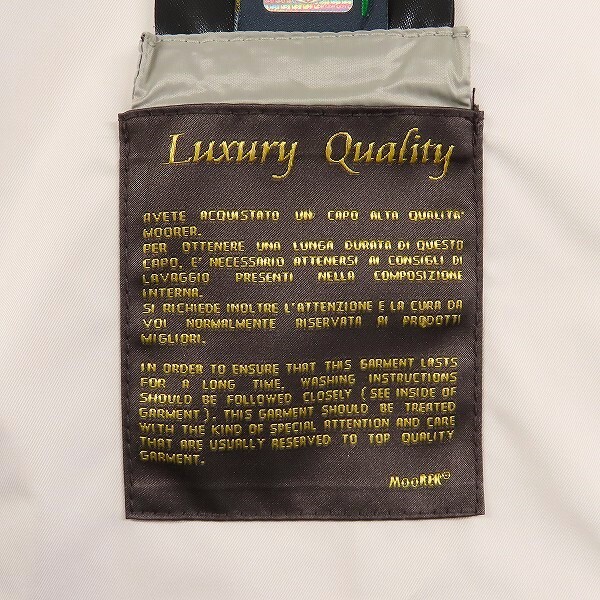 Luxury Quality
AVETE ACQUISTATO UN CAPO ALTA QUALITA'
MOORER.
PER OTTENERE UNA LUNGA DURATA DI QUESTO
CAPO, E' NECESSARIO ATTENERSI AI CONSIGLI DI
LAVAGGIO PRESENTI NELLA COMPOSIZIONE
INTERNA.
SI RICHIEDE INOLTRE L'ATTENZIONE E LA CURA DA
VOI NORMALMENTE RISERVATA AI PRODOTTI
MIGLIORI.
IN ORDER TO ENSURE THAT THIS GARMENT LASTS
FOR A LONG TIME, WASHING INSTRUCTIONS
SHOULD BE FOLLOWED CLOSELY (SEE INSIDE OF
GARMENT). THIS GARMENT SHOULD BE TREATED
WITH THE KIND OF SPECIAL ATTENTION AND CARE
THAT ARE USUALLY RESERVED TO TOP QUALITY
GARMENT.
MOORER©